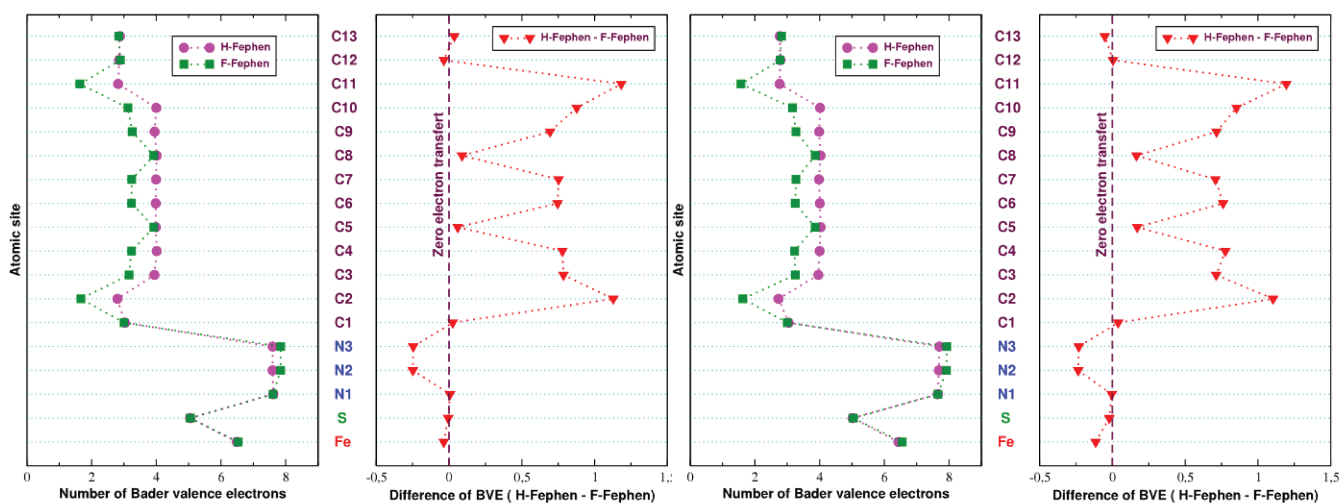 C13
C12
C11
C10
C9
C8
C7
C6
C5
C4
C3
C2
C1
N3
N2
N1
S
Fe
H-Fephen
F-Fephen
Atomic site
0
2
4
6
8
Number of Bader valence electrons
H-Fephen - F-Fephen
Zero electron transfert
-0,5
0
0,5
1
1,5
Difference of BVE ( H-Fephen - F-Fephen)
C13
C12
C11
C10
C9
C8
C7
C6
C5
C4
C3
C2
C1
N3
N2
N1
S
Fe
H-Fephen
F-Fephen
Atomic site
0
2
4
6
8
Number of Bader valence electrons
H-Fephen - F-Fephen
Zero electron transfert
-0,5
0
0,5
1
1,5
Difference of BVE ( H-Fephen - F-Fephen)